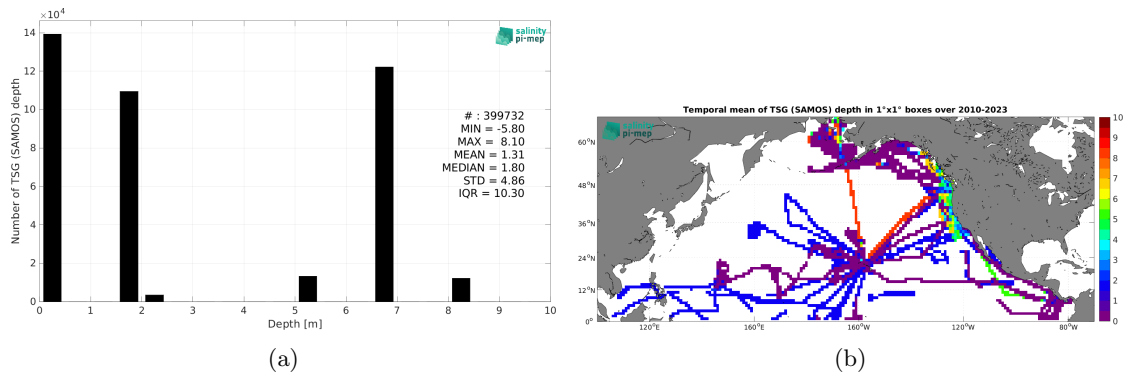 ×10⁴
14
12
10
8
6
4
2
0
Number of TSG (SAMOS) depth
0 1 2 3 4 5 6 7 8 9 10
Depth [m]
salinity
pi-mep
# : 399732
MIN = -5.80
MAX = 8.10
MEAN = 1.31
MEDIAN = 1.80
STD = 4.86
IQR = 10.30
(a)
Temporal mean of TSG (SAMOS) depth in 1°x1° boxes over 2010-2023
salinity
pi-mep
60°N
48°N
36°N
24°N
12°N
0°
120°E 160°E 160°W 120°W 80°W
10
9
8
7
6
5
4
3
2
1
0
(b)